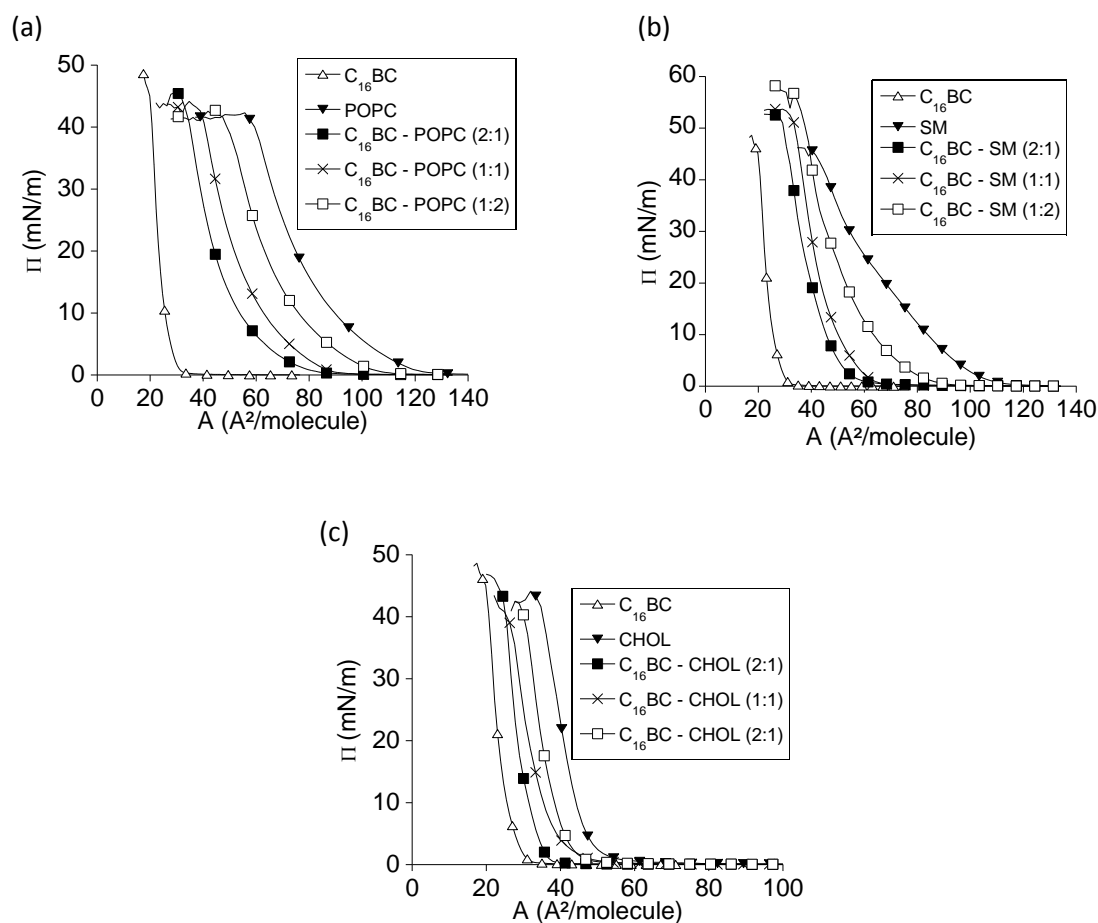 (a)
50
40
30
20
10
0
Π (mN/m)
0 20 40 60 80 100 120 140
A (A²/molecule)
C₁₆BC
POPC
C₁₆BC - POPC (2:1)
C₁₆BC - POPC (1:1)
C₁₆BC - POPC (1:2)
(b)
60
50
40
30
20
10
0
Π (mN/m)
0 20 40 60 80 100 120 140
A (A²/molecule)
C₁₆BC
SM
C₁₆BC - SM (2:1)
C₁₆BC - SM (1:1)
C₁₆BC - SM (1:2)
(c)
50
40
30
20
10
0
Π (mN/m)
0 20 40 60 80 100
A (A²/molecule)
C₁₆BC
CHOL
C₁₆BC - CHOL (2:1)
C₁₆BC - CHOL (1:1)
C₁₆BC - CHOL (2:1)